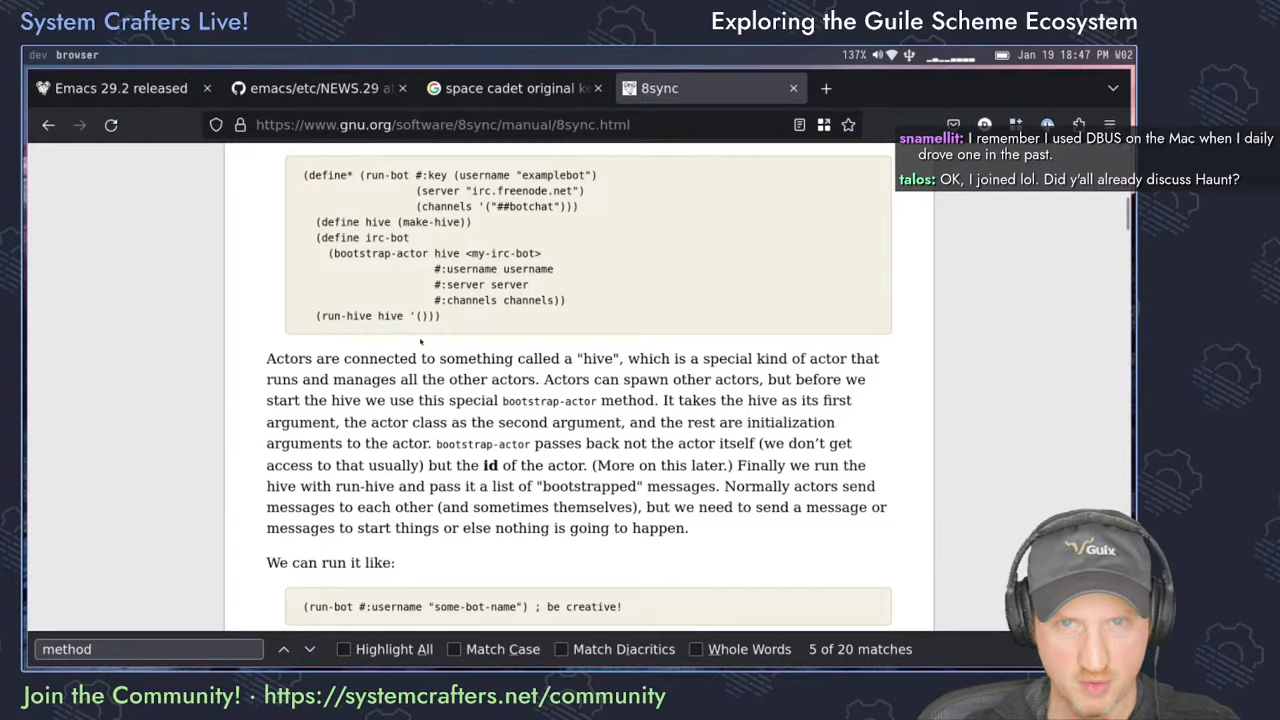 System Crafters Live!
Exploring the Guile Scheme Ecosystem
dev browser
137%
Jan 19 18:47 PM W02
Emacs 29.2 released
emacs/etc/NEWS.29 at
space cadet original ke
8sync
https://www.gnu.org/software/8sync/manual/8sync.html
snamellit: I remember I used DBUS on the Mac when I daily
drove one in the past.
talos: OK, I joined lol. Did y'all already discuss Haunt?
(define* (run-bot #:key (username "examplebot")
(server "irc.freenode.net")
(channels '("##botchat")))
(define hive (make-hive))
(define irc-bot
(bootstrap-actor hive <my-irc-bot>
#:username username
#:server server
#:channels channels))
(run-hive hive '()))
Actors are connected to something called a "hive", which is a special kind of actor that
runs and manages all the other actors. Actors can spawn other actors, but before we
start the hive we use this special bootstrap-actor method. It takes the hive as its first
argument, the actor class as the second argument, and the rest are initialization
arguments to the actor. bootstrap-actor passes back not the actor itself (we don’t get
access to that usually) but the id of the actor. (More on this later.) Finally we run the
hive with run-hive and pass it a list of "bootstrapped" messages. Normally actors send
messages to each other (and sometimes themselves), but we need to send a message or
messages to start things or else nothing is going to happen.
We can run it like:
(run-bot #:username "some-bot-name") ; be creative!
method
Highlight All
Match Case
Match Diacritics
Whole Words
5 of 20 matches
Guix
Join the Community! · https://systemcrafters.net/community